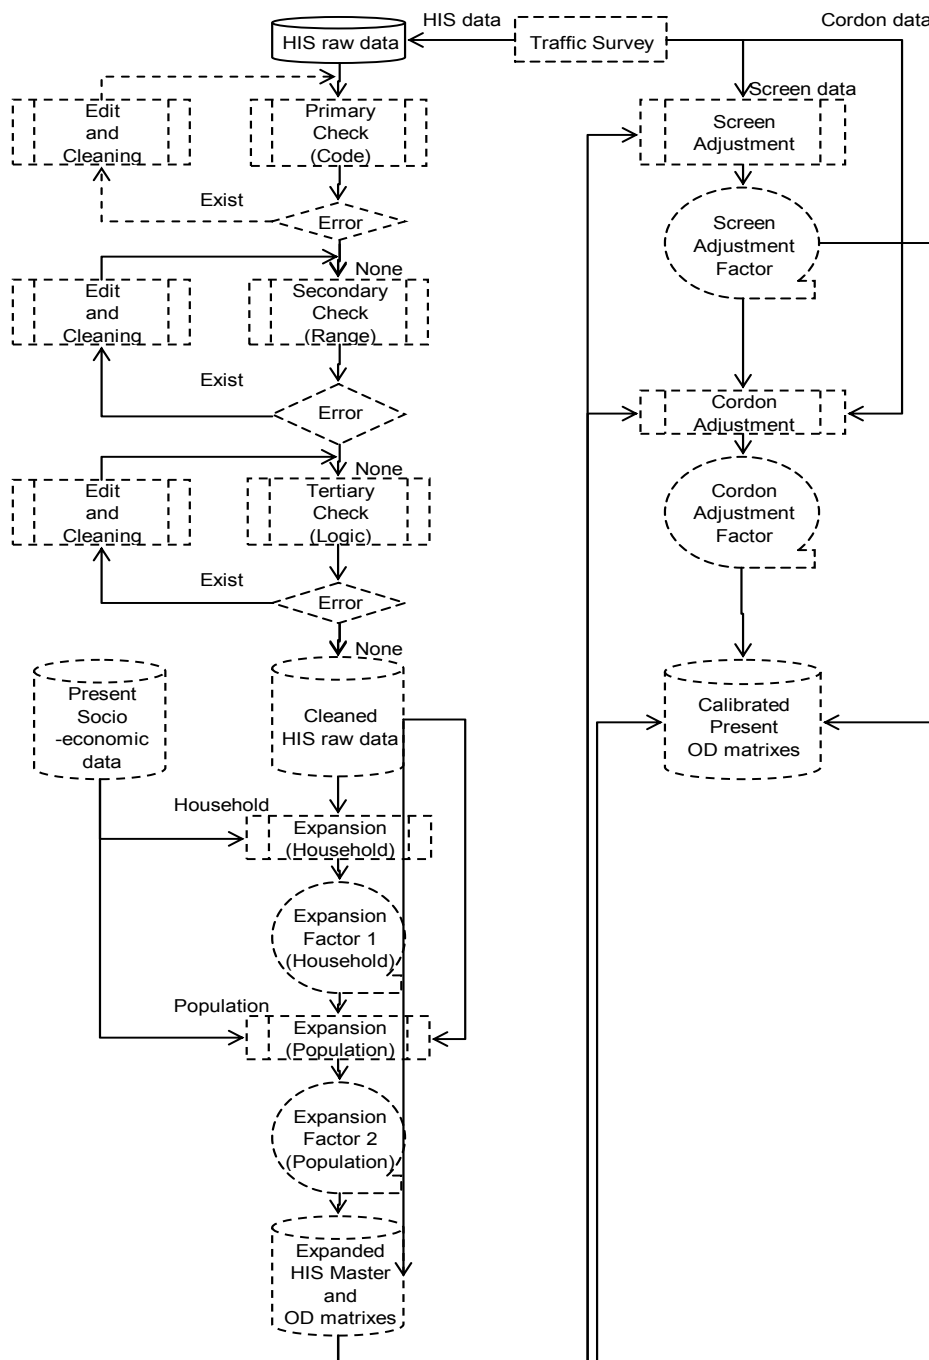 HIS data
Cordon data
HIS raw data
Traffic Survey
Screen data
Edit
and
Cleaning
Primary
Check
(Code)
Screen
Adjustment
Exist
Error
Screen
Adjustment
Factor
None
Edit
and
Cleaning
Secondary
Check
(Range)
Exist
Error
Cordon
Adjustment
None
Edit
and
Cleaning
Tertiary
Check
(Logic)
Cordon
Adjustment
Factor
Exist
Error
None
Present
Socio
-economic
data
Cleaned
HIS raw data
Calibrated
Present
OD matrixes
Household
Expansion
(Household)
Expansion
Factor 1
(Household)
Population
Expansion
(Population)
Expansion
Factor 2
(Population)
Expanded
HIS Master
and
OD matrixes